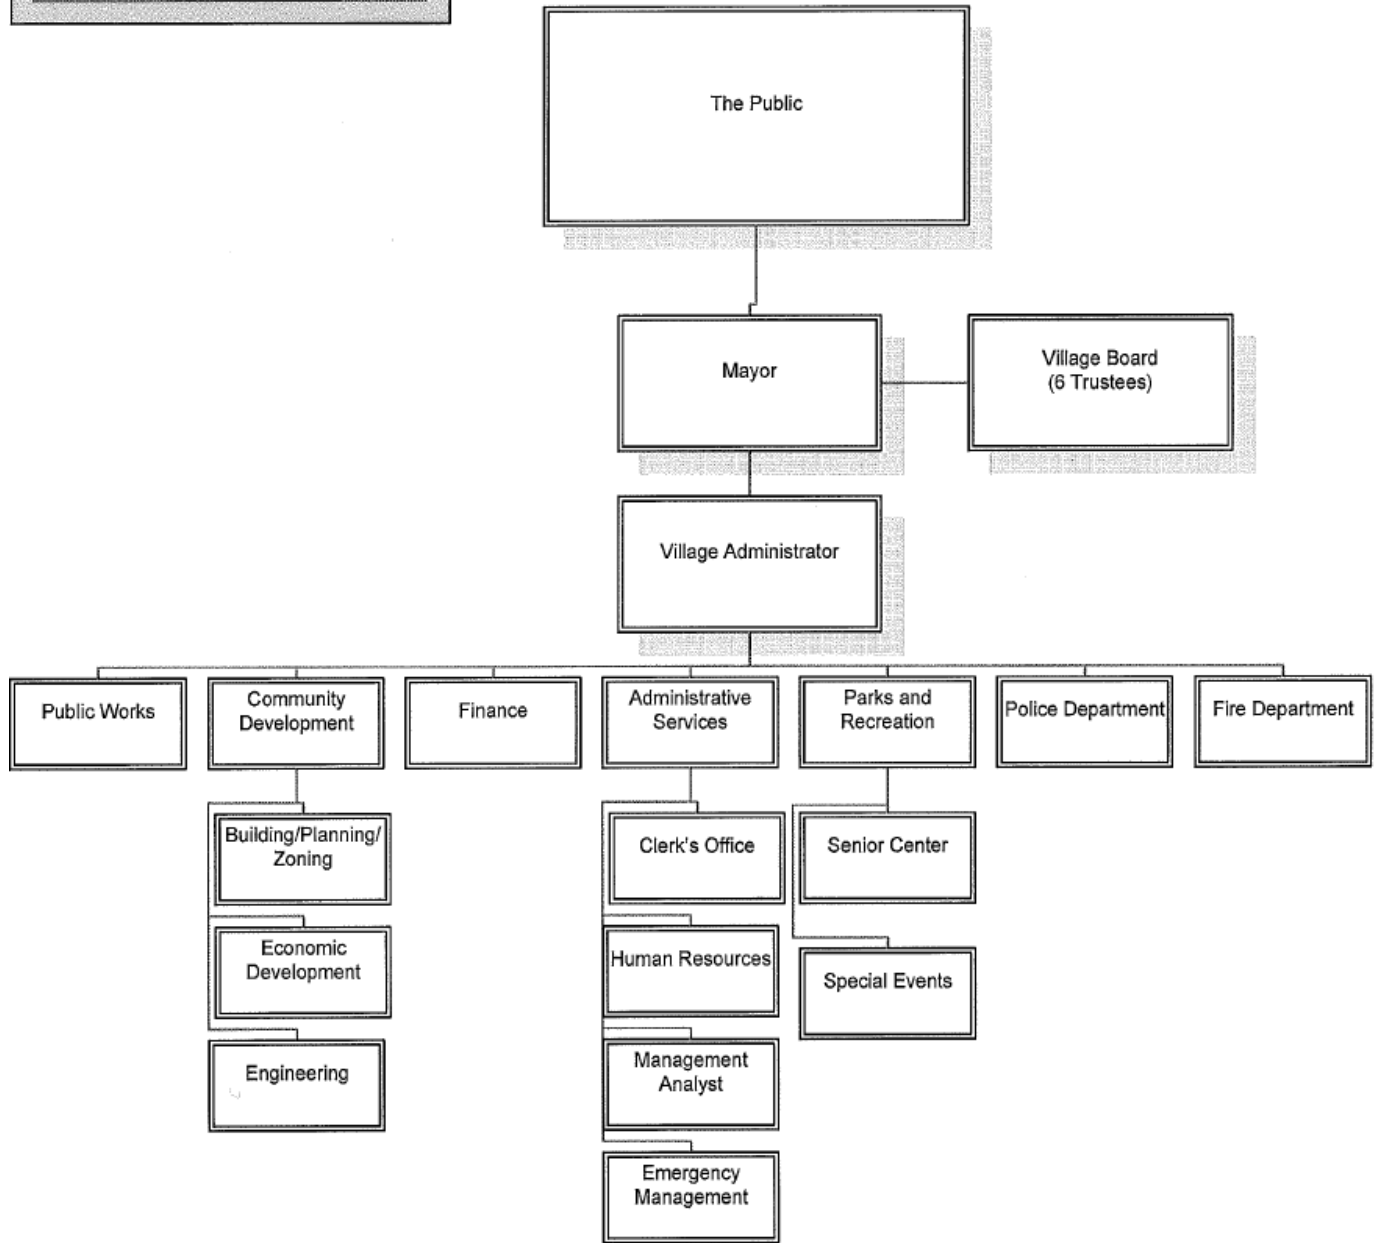 The Public
Mayor
Village Board
(6 Trustees)
Village Administrator
Public Works
Community
Development
Finance
Administrative
Services
Parks and
Recreation
Police Department
Fire Department
Building/Planning/
Zoning
Clerk's Office
Senior Center
Economic
Development
Human Resources
Special Events
Engineering
Management
Analyst
Emergency
Management